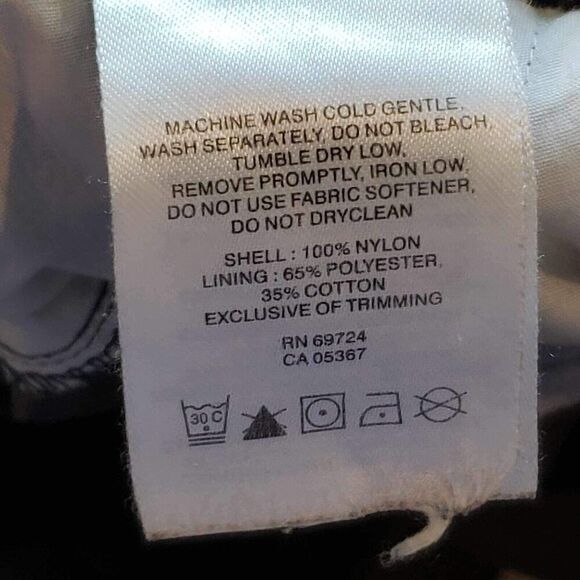 MACHINE WASH COLD GENTLE,
WASH SEPARATELY, DO NOT BLEACH,
TUMBLE DRY LOW,
REMOVE PROMPTLY, IRON LOW,
DO NOT USE FABRIC SOFTENER,
DO NOT DRYCLEAN
SHELL : 100% NYLON
LINING : 65% POLYESTER,
35% COTTON
EXCLUSIVE OF TRIMMING
RN 69724
CA 05367
30 C